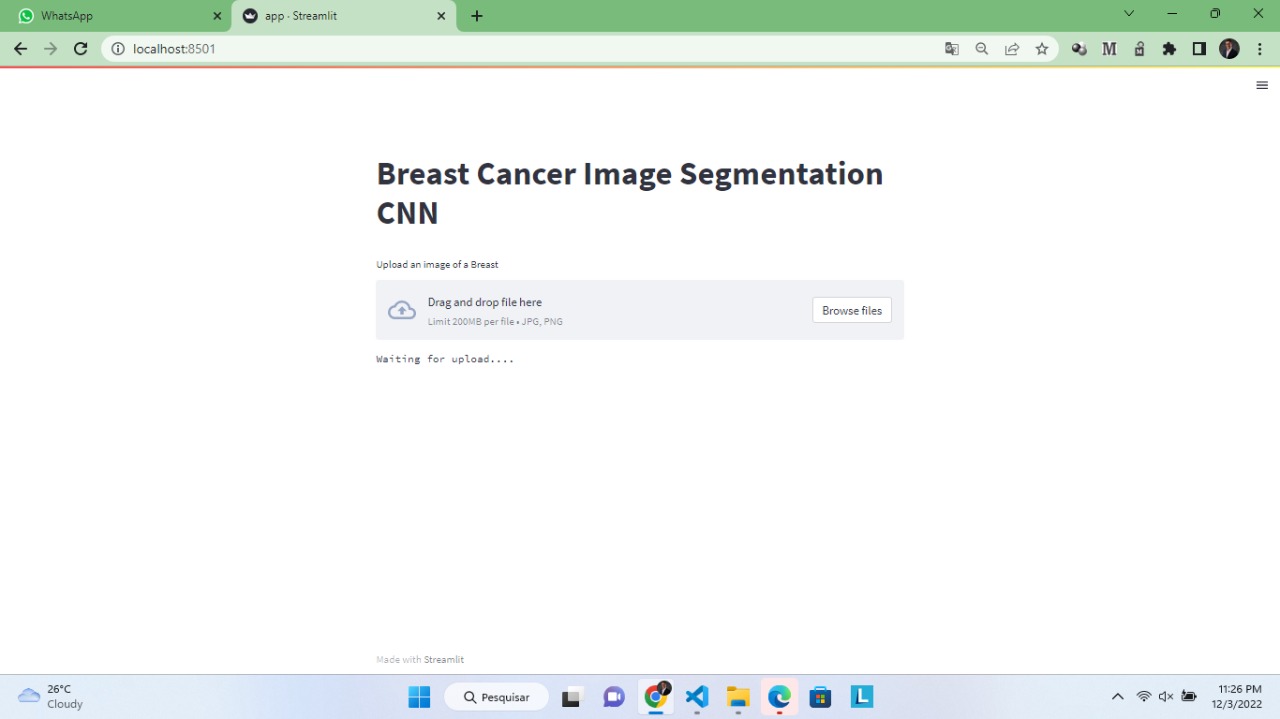 WhatsApp
app · Streamlit
localhost:8501
M
Breast Cancer Image Segmentation
CNN
Upload an image of a Breast
Drag and drop file here
Limit 200MB per file • JPG, PNG
Browse files
Waiting for upload....
Made with Streamlit
26°C
Cloudy
Pesquisar
L
11:26 PM
12/3/2022